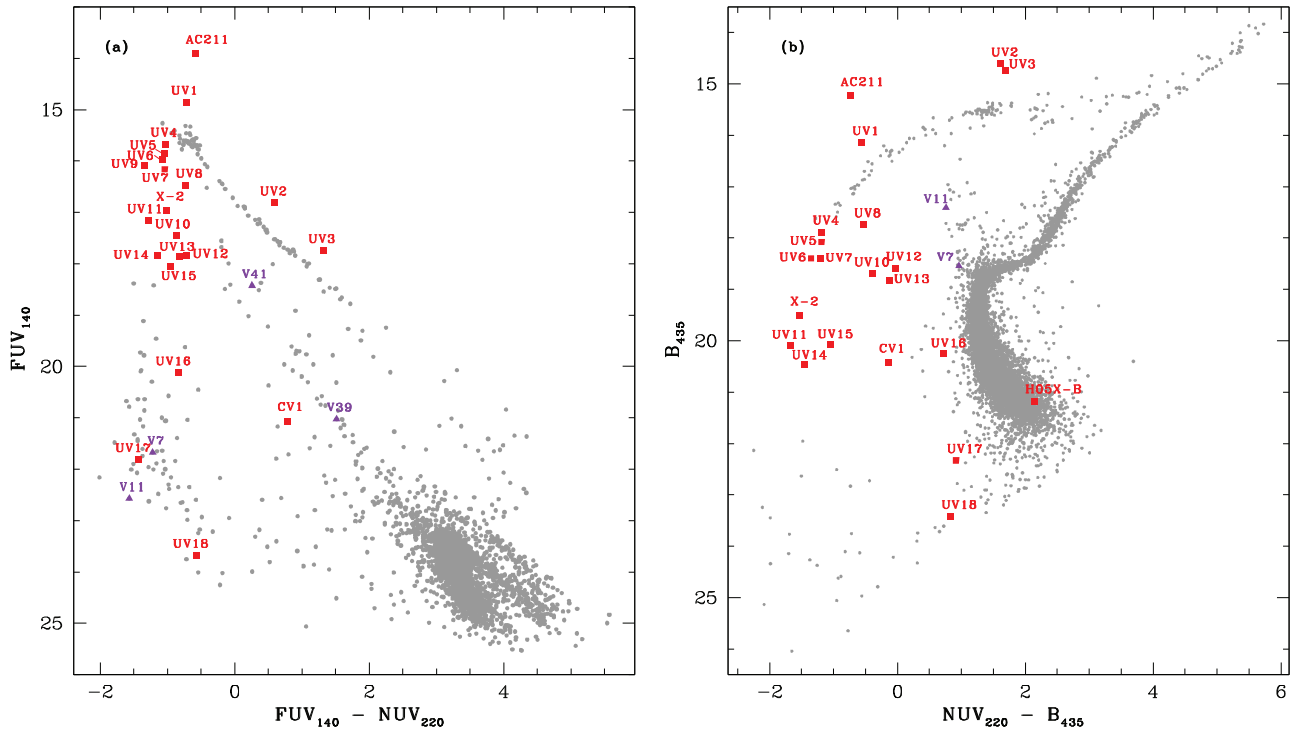 (a)
AC211
UV1
UV4
UV5
UV6
UV9
UV7
UV8
X-2
UV11
UV10
UV13
UV14
UV12
UV15
UV2
UV3
V41
UV16
CV1
V39
V7
UV17
V11
UV18
15
20
25
-2 0 2 4
FUV140
FUV140 - NUV220
(b)
UV2
UV3
AC211
UV1
V11
UV4
UV8
UV5
V7
UV6
UV7
UV10
UV12
UV13
X-2
UV11
UV15
UV14
CV1
UV16
H05X-B
UV17
UV18
15
20
25
-2 0 2 4 6
B435
NUV220 - B435